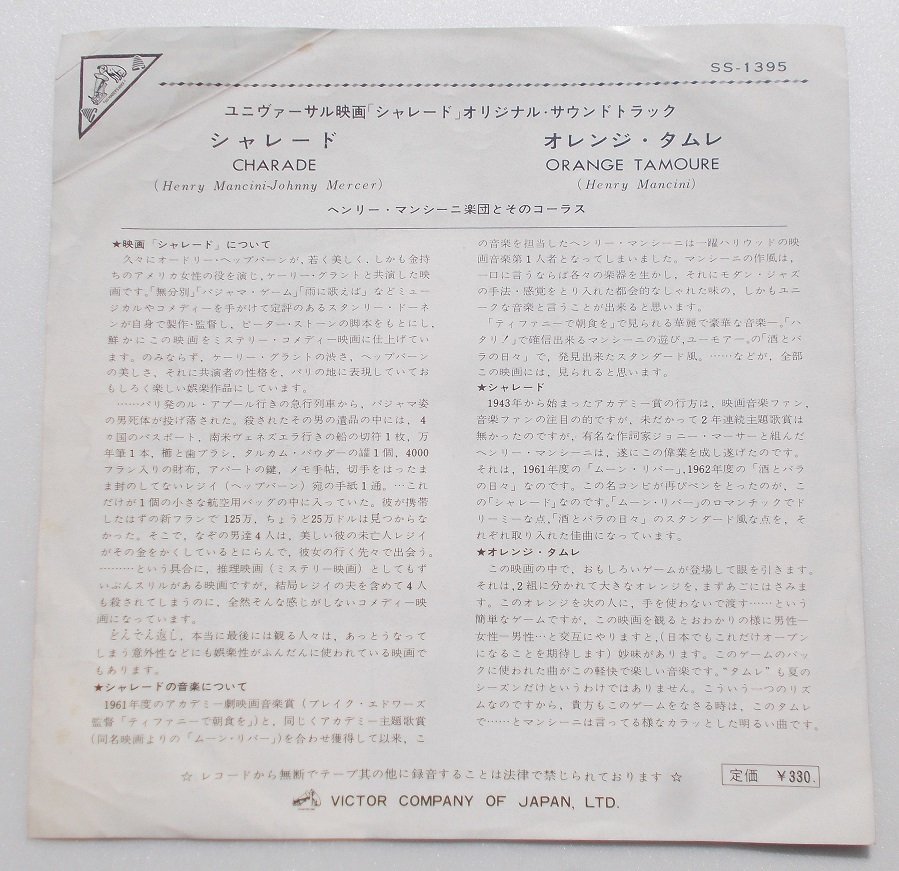 SS-1395
ユニヴァーサル映画「シャレード」オリジナル・サウンドトラック
シャレード
CHARADE
(Henry Mancini-Johnny Mercer)
オレンジ・タムレ
ORANGE TAMOURE
(Henry Mancini)
ヘンリー・マンシーニ楽団とそのコーラス
★映画「シャレード」について
久々にオードリー・ヘップバーンが,若く美しく,しかも金持
ちのアメリカ女性の役を演じ,ケーリー・グラントと共演した映
画です。「無分別」「パジャマ・ゲーム」「雨に歌えば」などミュー
ジカルやコメディーを手がけて定評のあるスタンリー・ドーネ
ンが自身で製作・監督し,ピーター・ストーンの脚本をもとにし,
鮮かにこの映画をミステリー・コメディー映画に仕上げてい
ます。のみならず,ケーリー・グラントの渋さ,ヘップバーン
の美しさ,それに共演者の性格を,パリの地に表現していてお
もしろく楽しい娯楽作品にしています。
……パリ発のル・アブール行きの急行列車から,パジャマ姿
の男死体が投げ落された。殺されたその男の遺品の中には,4
カ国のパスポート,南米ヴェネズエラ行きの船の切符1枚,万
年筆1本,櫛と歯ブラシ,タルカム・パウダーの罐1個,4000
フラン入りの財布,アパートの鍵,メモ手帖,切手をはったま
ま封のしてないレジイ(ヘップバーン)宛の手紙1通。…これ
だけが1個の小さな航空用バッグの中に入っていた。彼が携帯
したはずの新フランで125万,ちょうど25万ドルは見つからな
かった。そこで,なぞの男達4人は,美しい彼の未亡人レジイ
がその金をかくしているとにらんで,彼女の行く先々で出会う。
………という具合に,推理映画(ミステリー映画)としてもず
いぶんスリルがある映画ですが,結局レジイの夫を含めて4人
も殺されてしまうのに,全然そんな感じがしないコメディー映
画になっています。
どんでん返し,本当に最後には観る人々は,あっとうなって
しまう意外性などにも娯楽性がふんだんに使われている映画で
もあります。
★シャレードの音楽について
1961年度のアカデミー劇映画音楽賞(ブレイク・エドワーズ
監督「ティファニーで朝食を」)と,同じくアカデミー主題歌賞
(同名映画よりの「ムーン・リバー」)を合わせ獲得して以来,こ
の音楽を担当したヘンリー・マンシーニは一躍ハリウッドの映
画音楽第1人者となってしまいました。マンシーニの作風は,
一口に言うならば各々の楽器を生かし,それにモダン・ジャズ
の手法・感覚をとり入れた都会的なしゃれた味の,しかもユニ
ークな音楽と言うことが出来ると思います。
「ティファニーで朝食を」で見られる華麗で豪華な音楽―。「ハ
タリ!」で確信出来るマンシーニの遊び,ユーモアー。の「酒とバ
ラの日々」で,発見出来たスタンダード風。……などが,全部
この映画には,見られると思います。
★シャレード
1943年から始まったアカデミー賞の行方は,映画音楽ファン,
音楽ファンの注目の的ですが,未だかって2年連続主題歌賞は
無かったのですが,有名な作詞家ジョニー・マーサーと組んだ
ヘンリー・マンシーニは,遂にこの偉業を成し遂げたのです。
それは,1961年度の「ムーン・リバー」,1962年度の「酒とバラ
の日々」なのです。この名コンビが再びペンをとったのが,こ
の「シャレード」なのです。「ムーン・リバー」のロマンチックでド
リーミーな点,「酒とバラの日々」のスタンダード風な点を,そ
れぞれ取り入れた佳曲になっています。
★オレンジ・タムレ
この映画の中で,おもしろいゲームが登場して眼を引きます。
それは,2組に分かれて大きなオレンジを,まずあごにはさみま
す。このオレンジを次の人に,手を使わないで渡す……という
簡単なゲームですが,この映画を観るとおわかりの様に男性―
女性―男性…と交互にやりますと,(日本でもこれだけオープン
になることを期待します)妙味があります。このゲームのバッ
クに使われた曲がこの軽快で楽しい音楽です。“タムレ”も夏の
シーズンだけというわけではありません。こういう一つのリズ
ムなのですから,貴方もこのゲームをなさる時は,このタムレ
で……とマンシーニは言ってる様なカラッとした明るい曲です。
☆ レコードから無断でテープ其の他に録音することは法律で禁じられております ☆
定価 ¥330.
VICTOR COMPANY OF JAPAN, LTD.